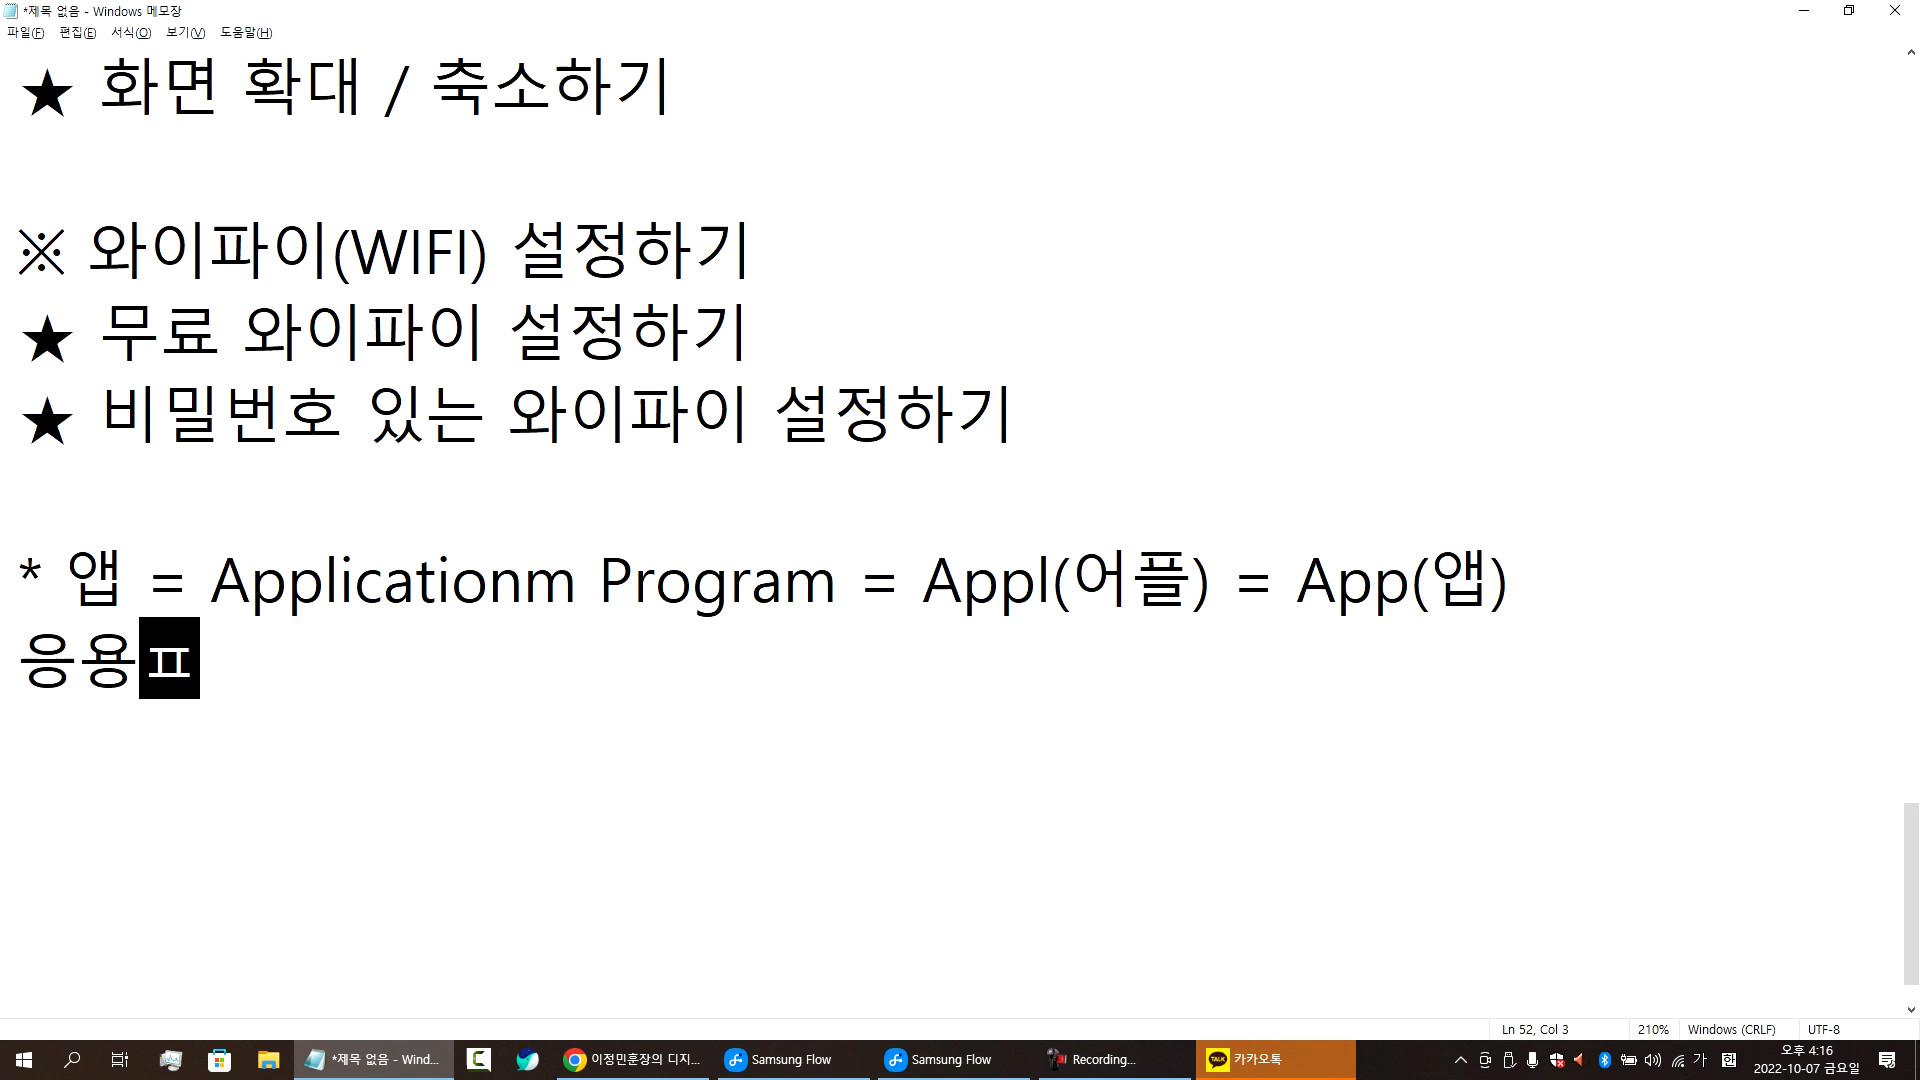 *제목 없음 - Windows 메모장
파일(F) 편집(E) 서식(O) 보기(V) 도움말(H)
★ 화면 확대 / 축소하기
※ 와이파이(WIFI) 설정하기
★ 무료 와이파이 설정하기
★ 비밀번호 있는 와이파이 설정하기
* 앱 = Applicationm Program = Appl(어플) = App(앱)
응용ㅍ
Ln 52, Col 3 210% Windows (CRLF) UTF-8
*제목 없음 - Wind... 이정민훈장의 디지... Samsung Flow Samsung Flow Recording... TALK 카카오톡 가 한 오후 4:16
2022-10-07 금요일